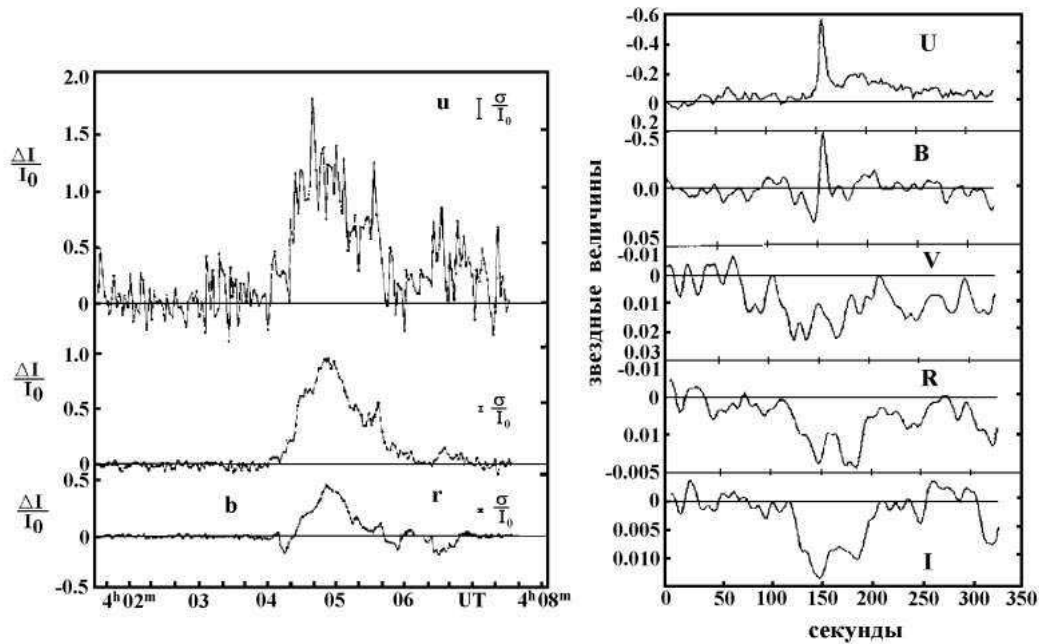 2.0
1.5
1.0
0.5
0
ΔI
I₀
u
σ
I₀
1.0
0.5
0
ΔI
I₀
σ
I₀
0.5
0
-0.5
ΔI
I₀
b
r
σ
I₀
4ʰ 02ᵐ 03 04 05 06 UT 4ʰ 08ᵐ
звездные величины
-0.6
-0.4
-0.2
0
0.2
U
-0.5
0.0
0.05
B
-0.01
0
0.01
0.02
0.03
V
-0.01
0
0.01
R
-0.005
0
0.005
0.010
I
0 50 100 150 200 250 300 350
секунды